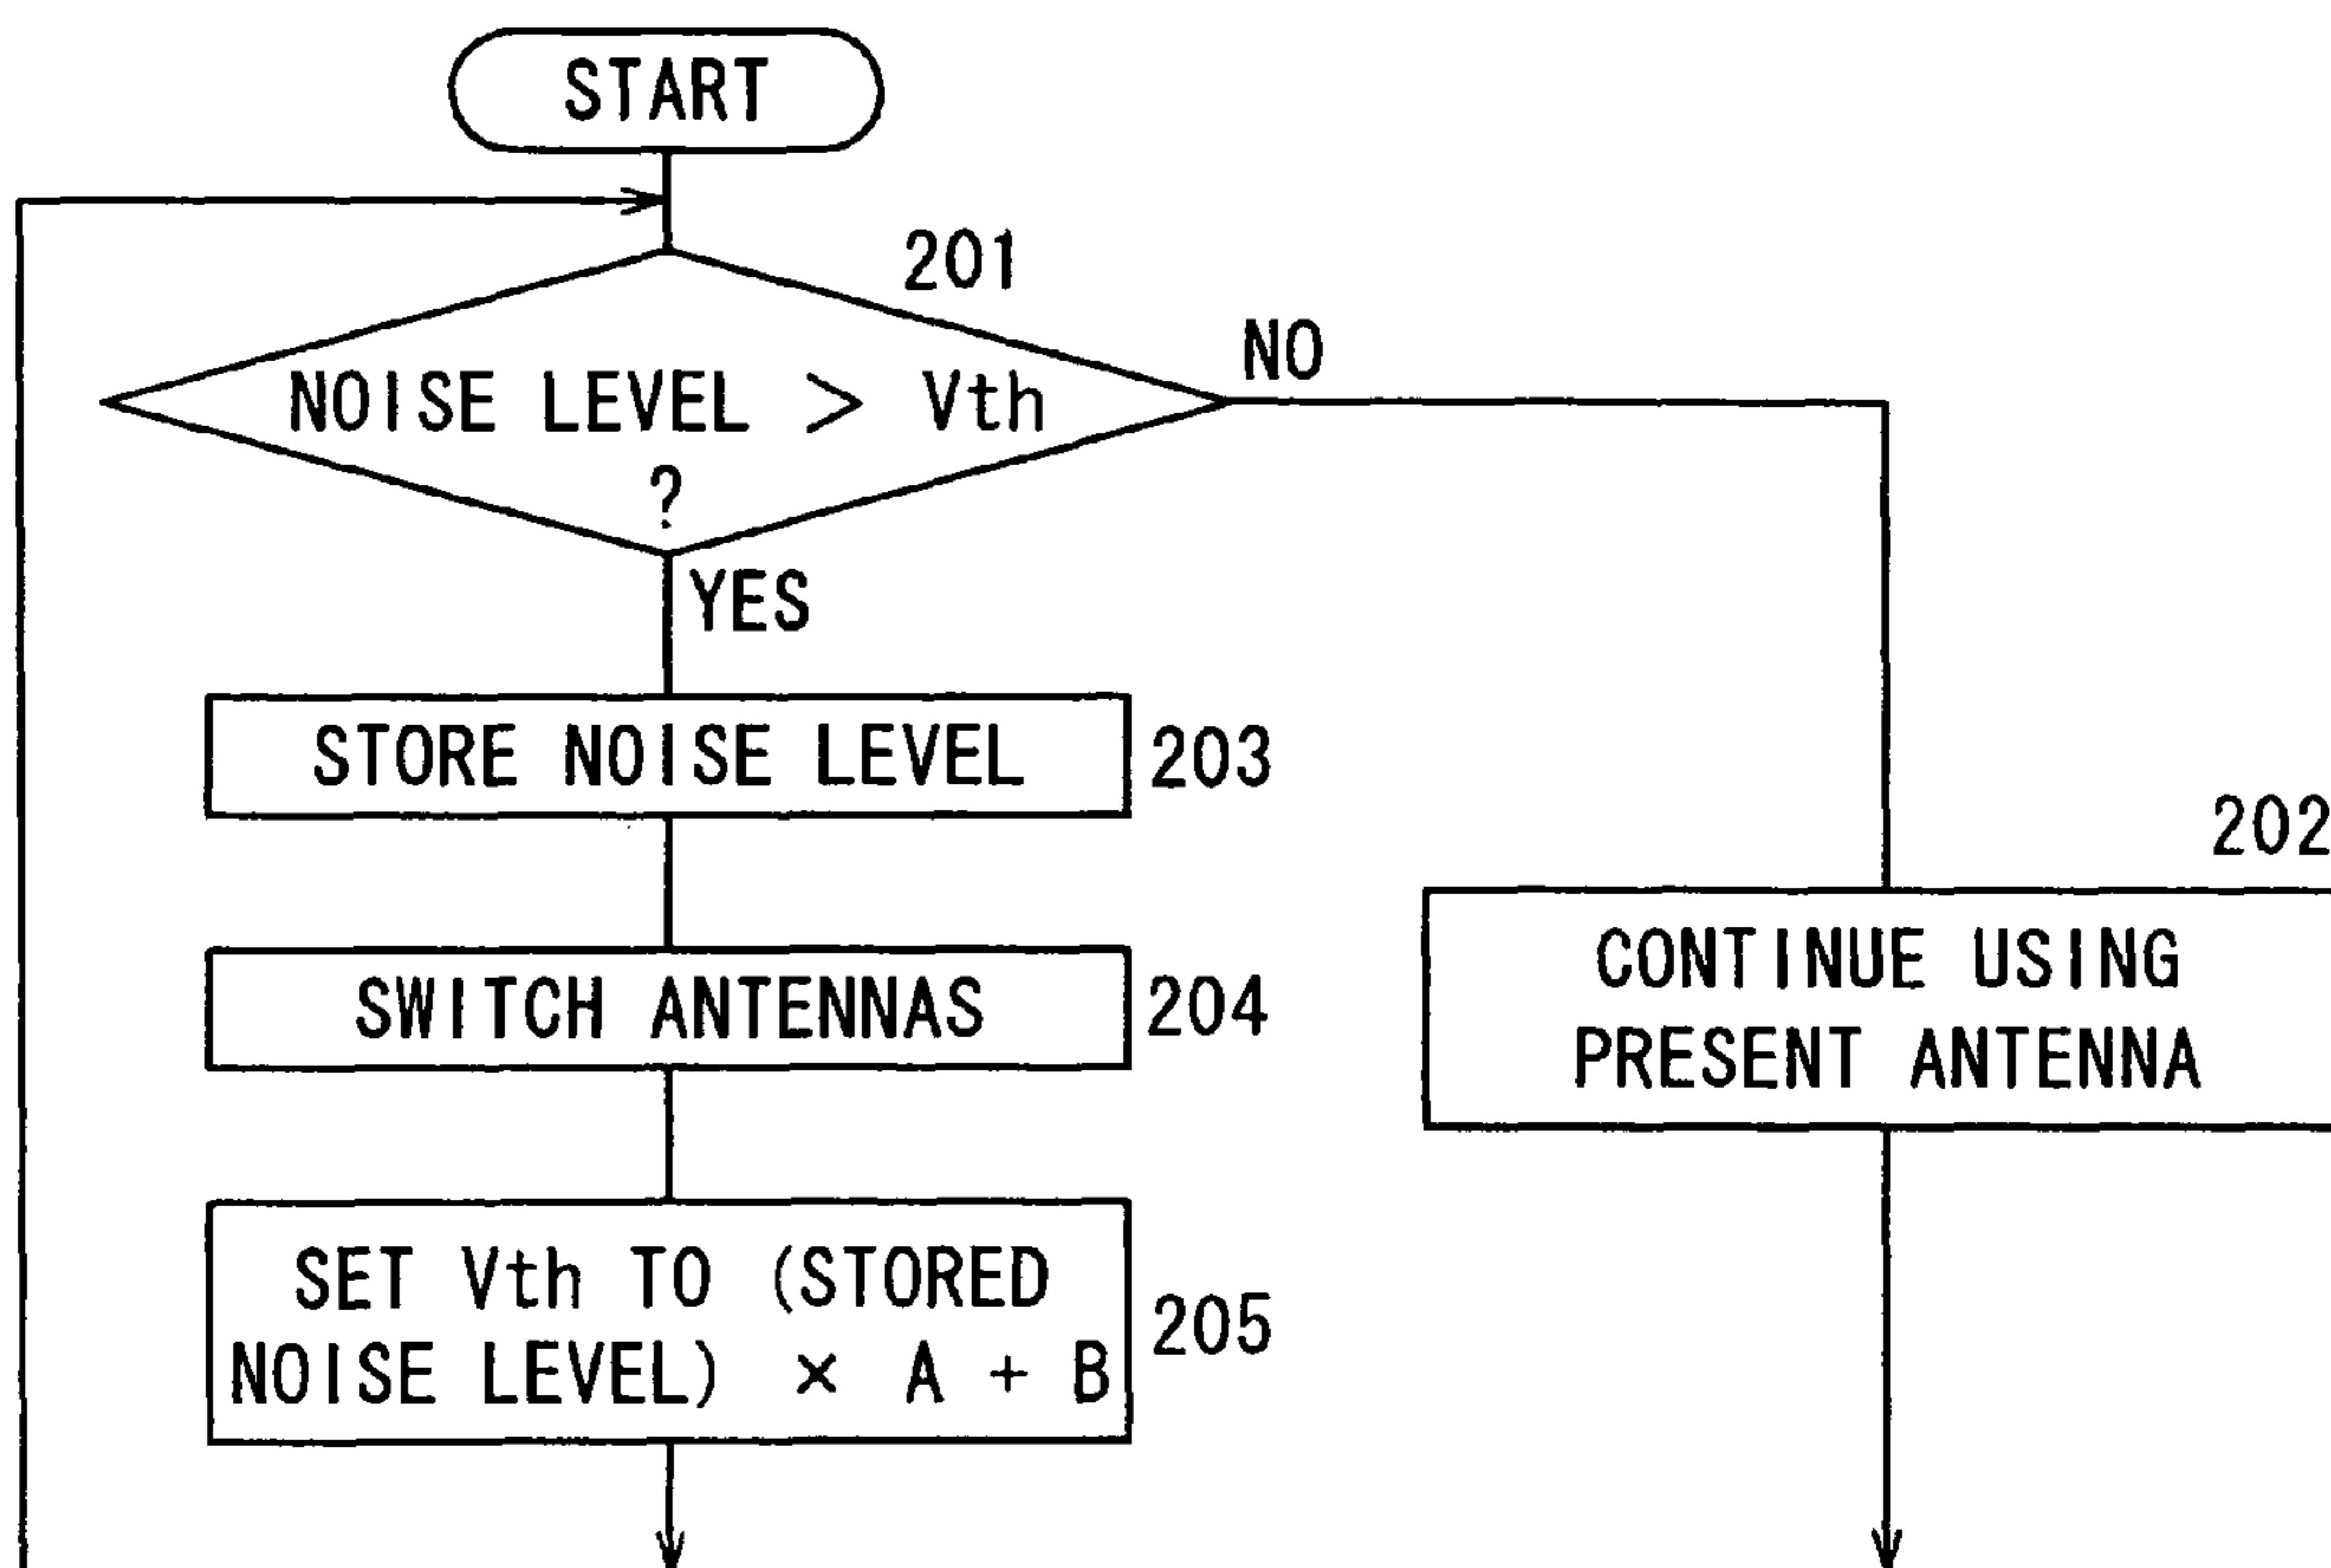 START
201
NOISE LEVEL > Vth
?
NO
YES
STORE NOISE LEVEL
203
202
SWITCH ANTENNAS
204
CONTINUE USING
PRESENT ANTENNA
SET Vth TO (STORED
NOISE LEVEL) × A + B
205